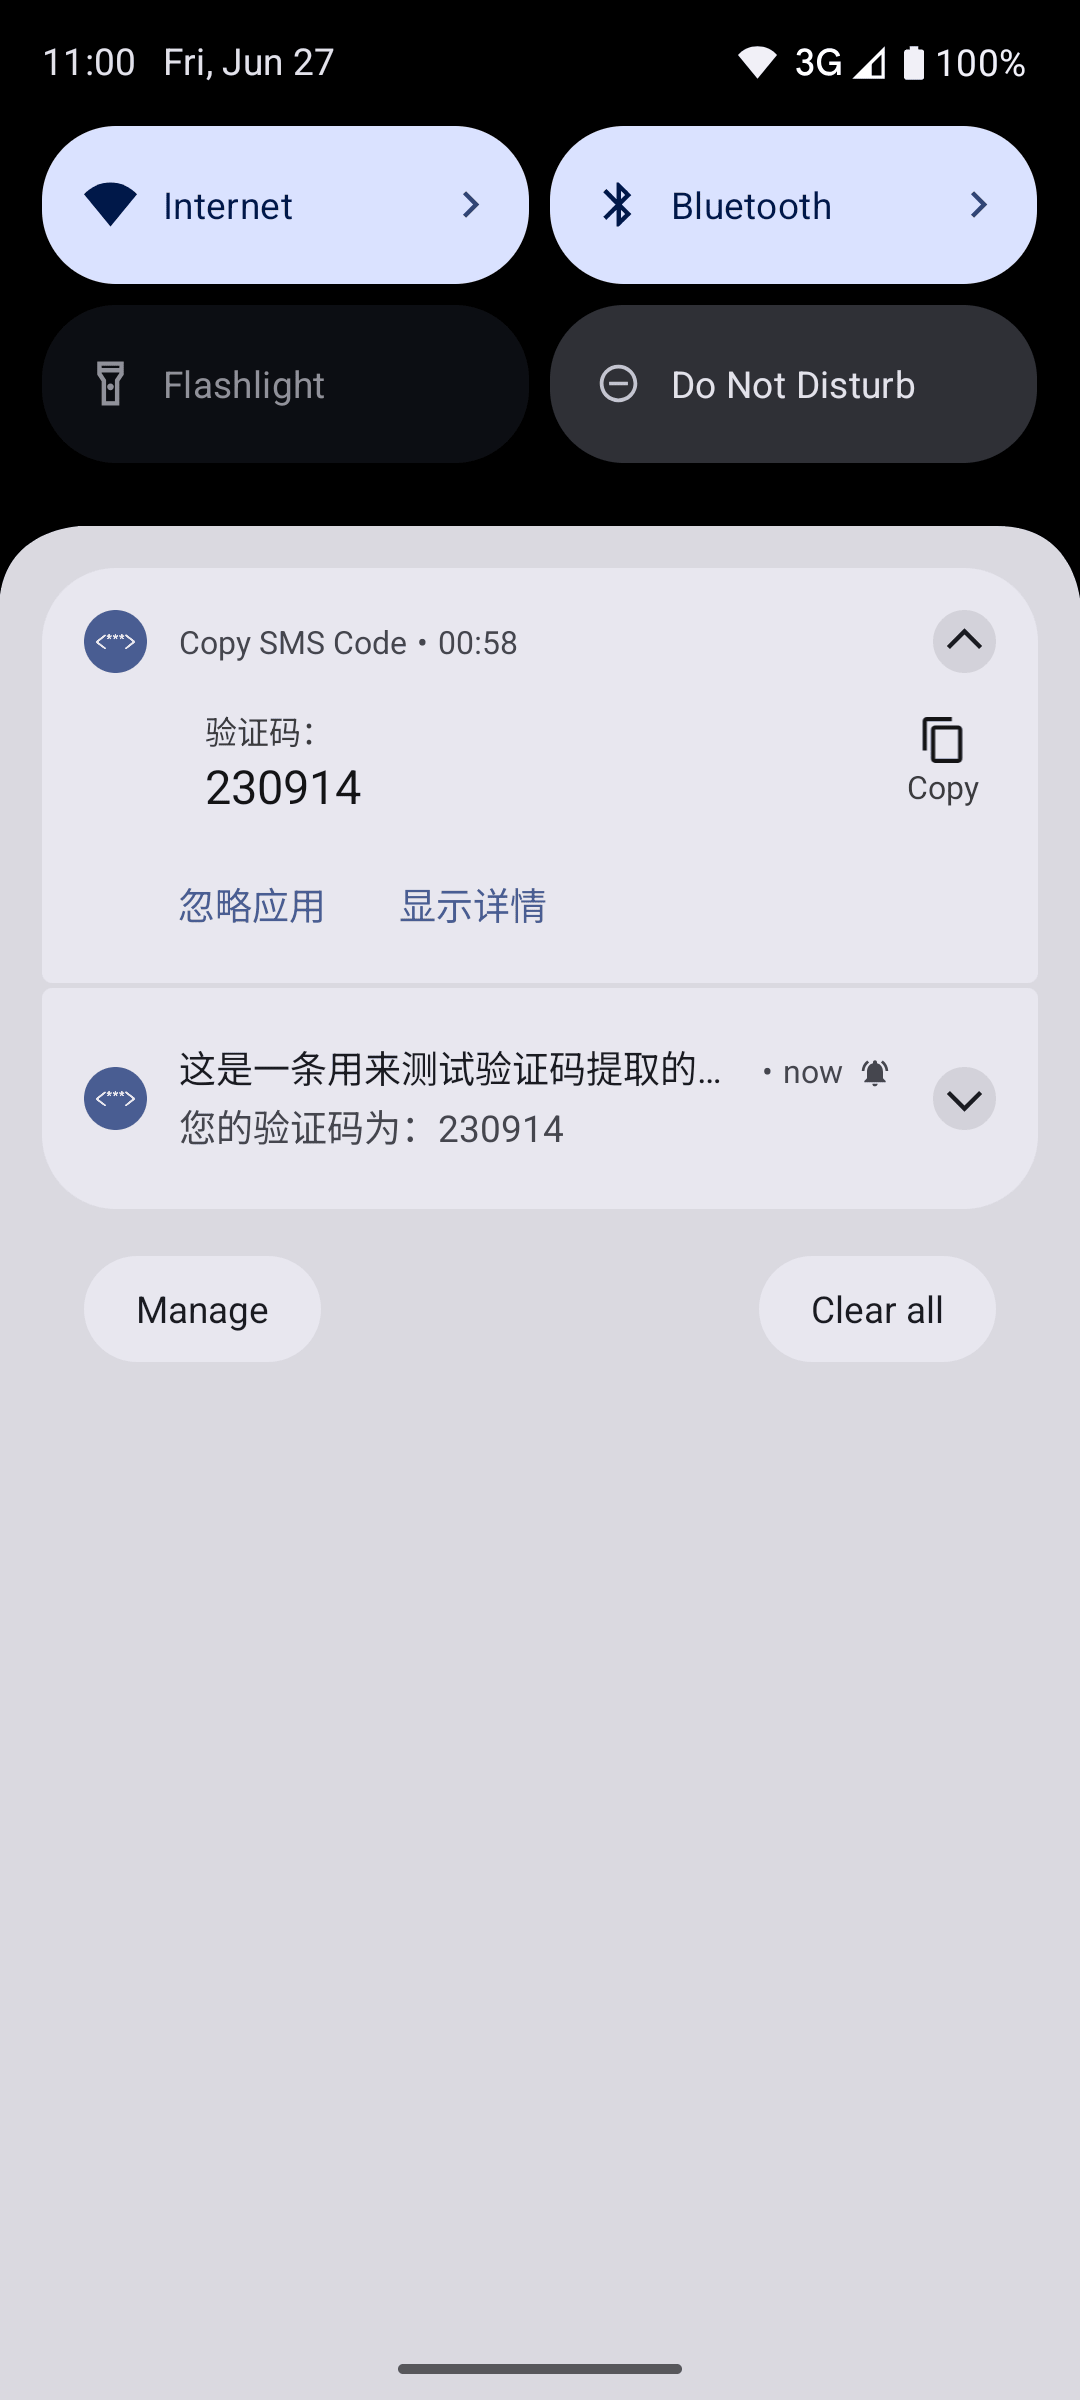 11:00 Fri, Jun 27 3G 100%
Internet
Bluetooth
Flashlight
Do Not Disturb
<***> Copy SMS Code • 00:58
验证码：
230914
Copy
忽略应用 显示详情
<***> 这是一条用来测试验证码提取的... • now
您的验证码为：230914
Manage
Clear all